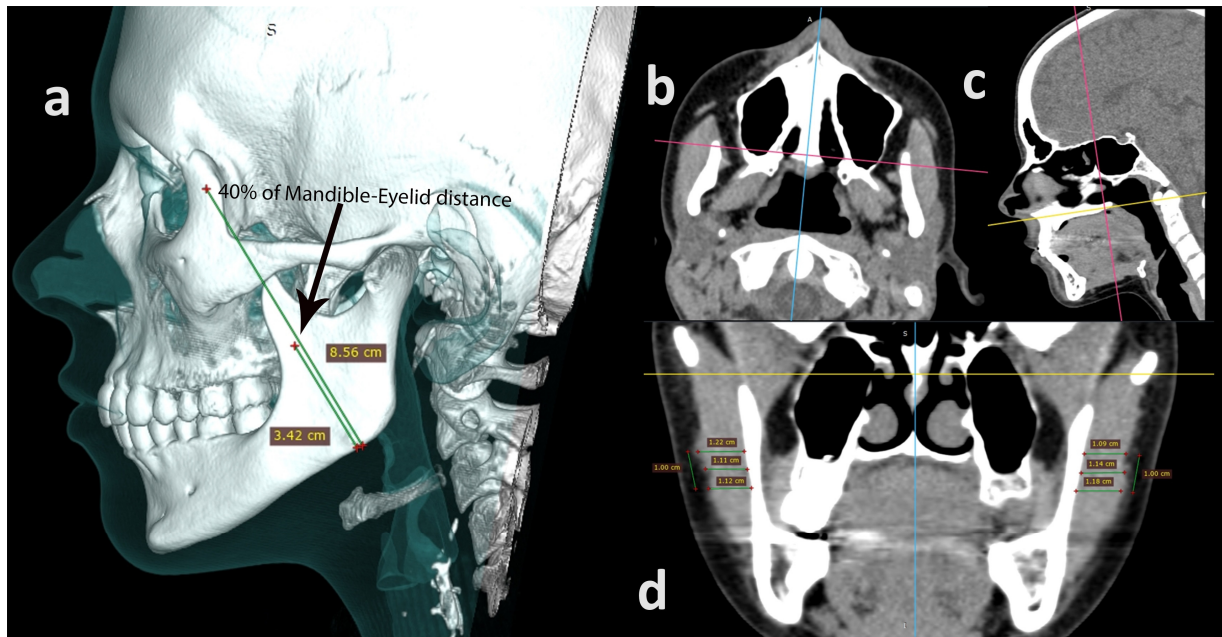 S
a
40% of Mandible-Eyelid distance
8.56 cm
3.42 cm
b
A
c
S
d
S
1.22 cm
1.00 cm
1.11 cm
1.12 cm
1.09 cm
1.14 cm
1.00 cm
1.18 cm